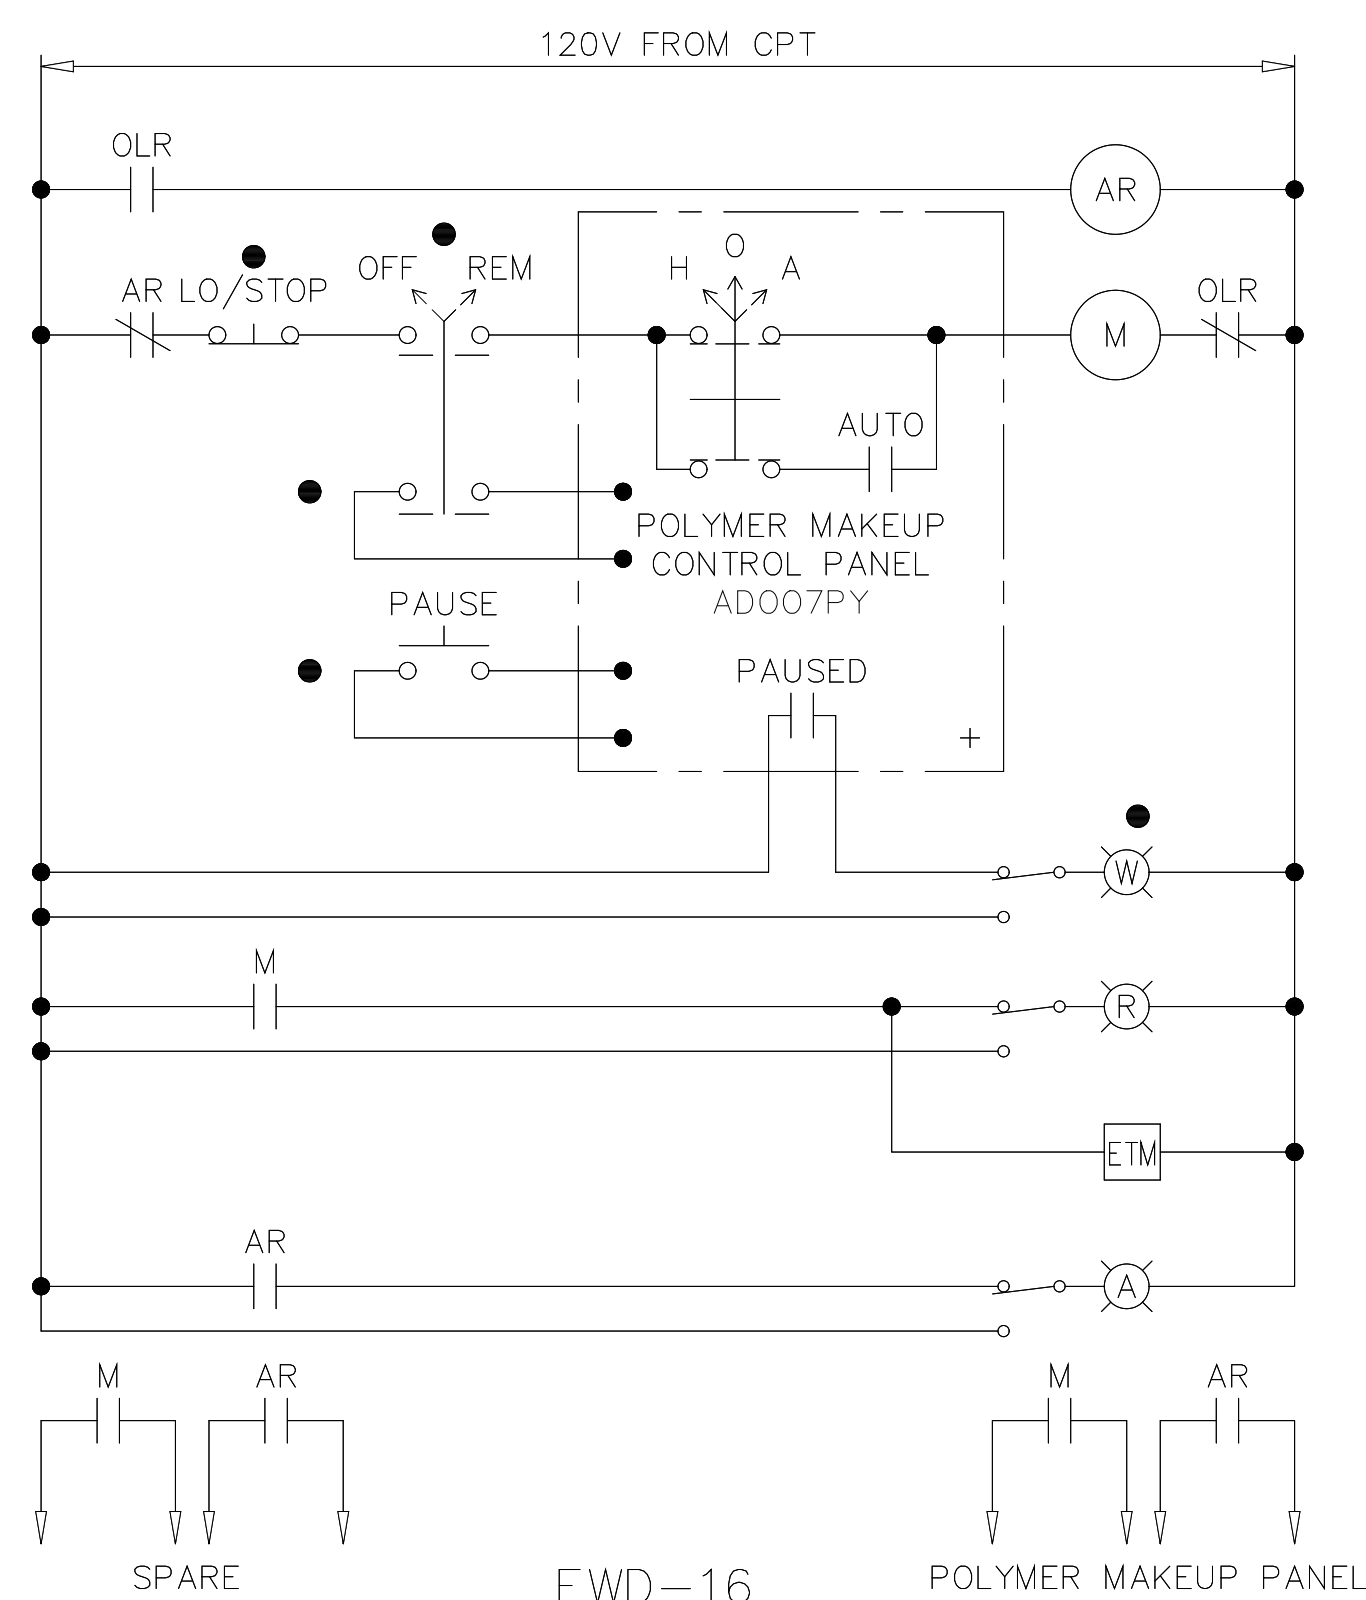 120V FROM CPT
OLR
AR
OFF REM
H O A
AR LO/STOP
M
OLR
AUTO
POLYMER MAKEUP
CONTROL PANEL
AD007PY
PAUSE
PAUSED
+
W
M
R
ETM
AR
A
M AR
M AR
SPARE
EWD-16
POLYMER MAKEUP PANEL